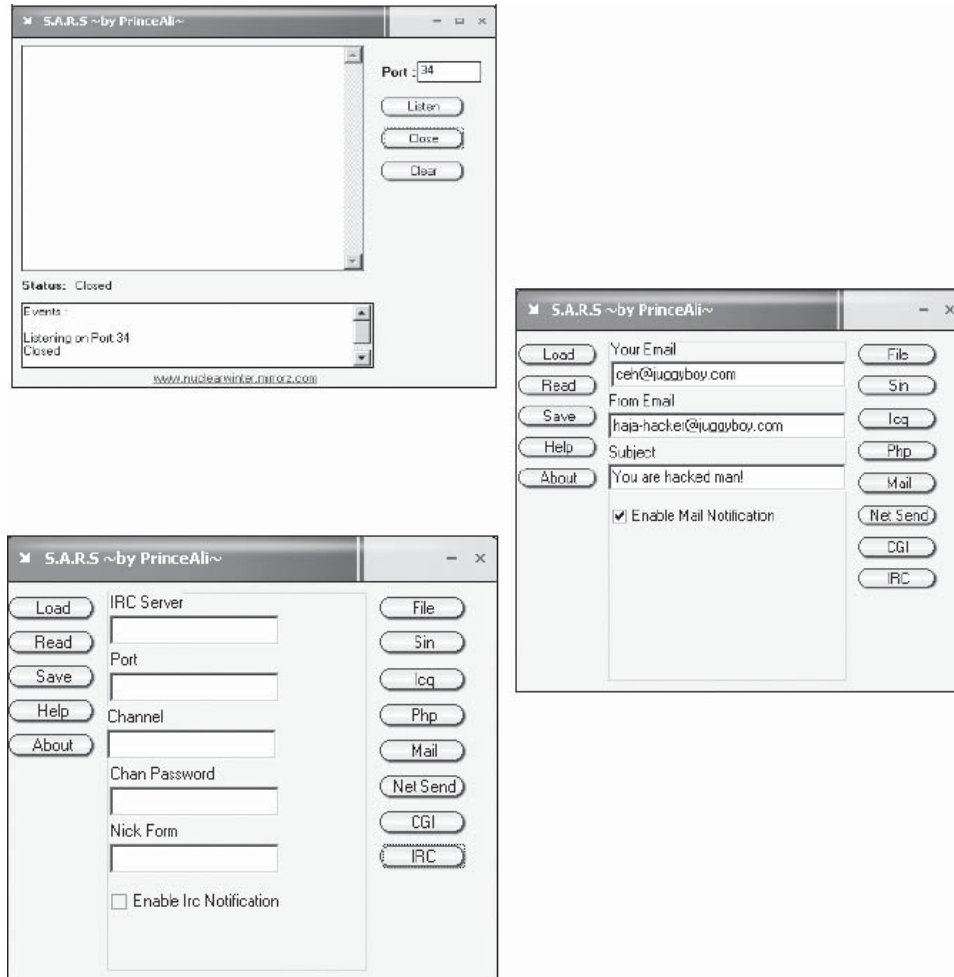 S.A.R.S ~by PrinceAli~
Port : 34
Listen
Close
Clear
Status: Closed
Events :
Listening on Port 34
Closed
www.nuclearwinter.mirrorz.com
S.A.R.S ~by PrinceAli~
Load
Read
Save
Help
About
Your Email
ceh@juggyboy.com
From Email
haja-hacker@juggyboy.com
Subject
You are hacked man!
Enable Mail Notification
File
Sin
Icq
Php
Mail
Net Send
CGI
IRC
S.A.R.S ~by PrinceAli~
Load
Read
Save
Help
About
IRC Server
Port
Channel
Chan Password
Nick Form
Enable Irc Notification
File
Sin
Icq
Php
Mail
Net Send
CGI
IRC